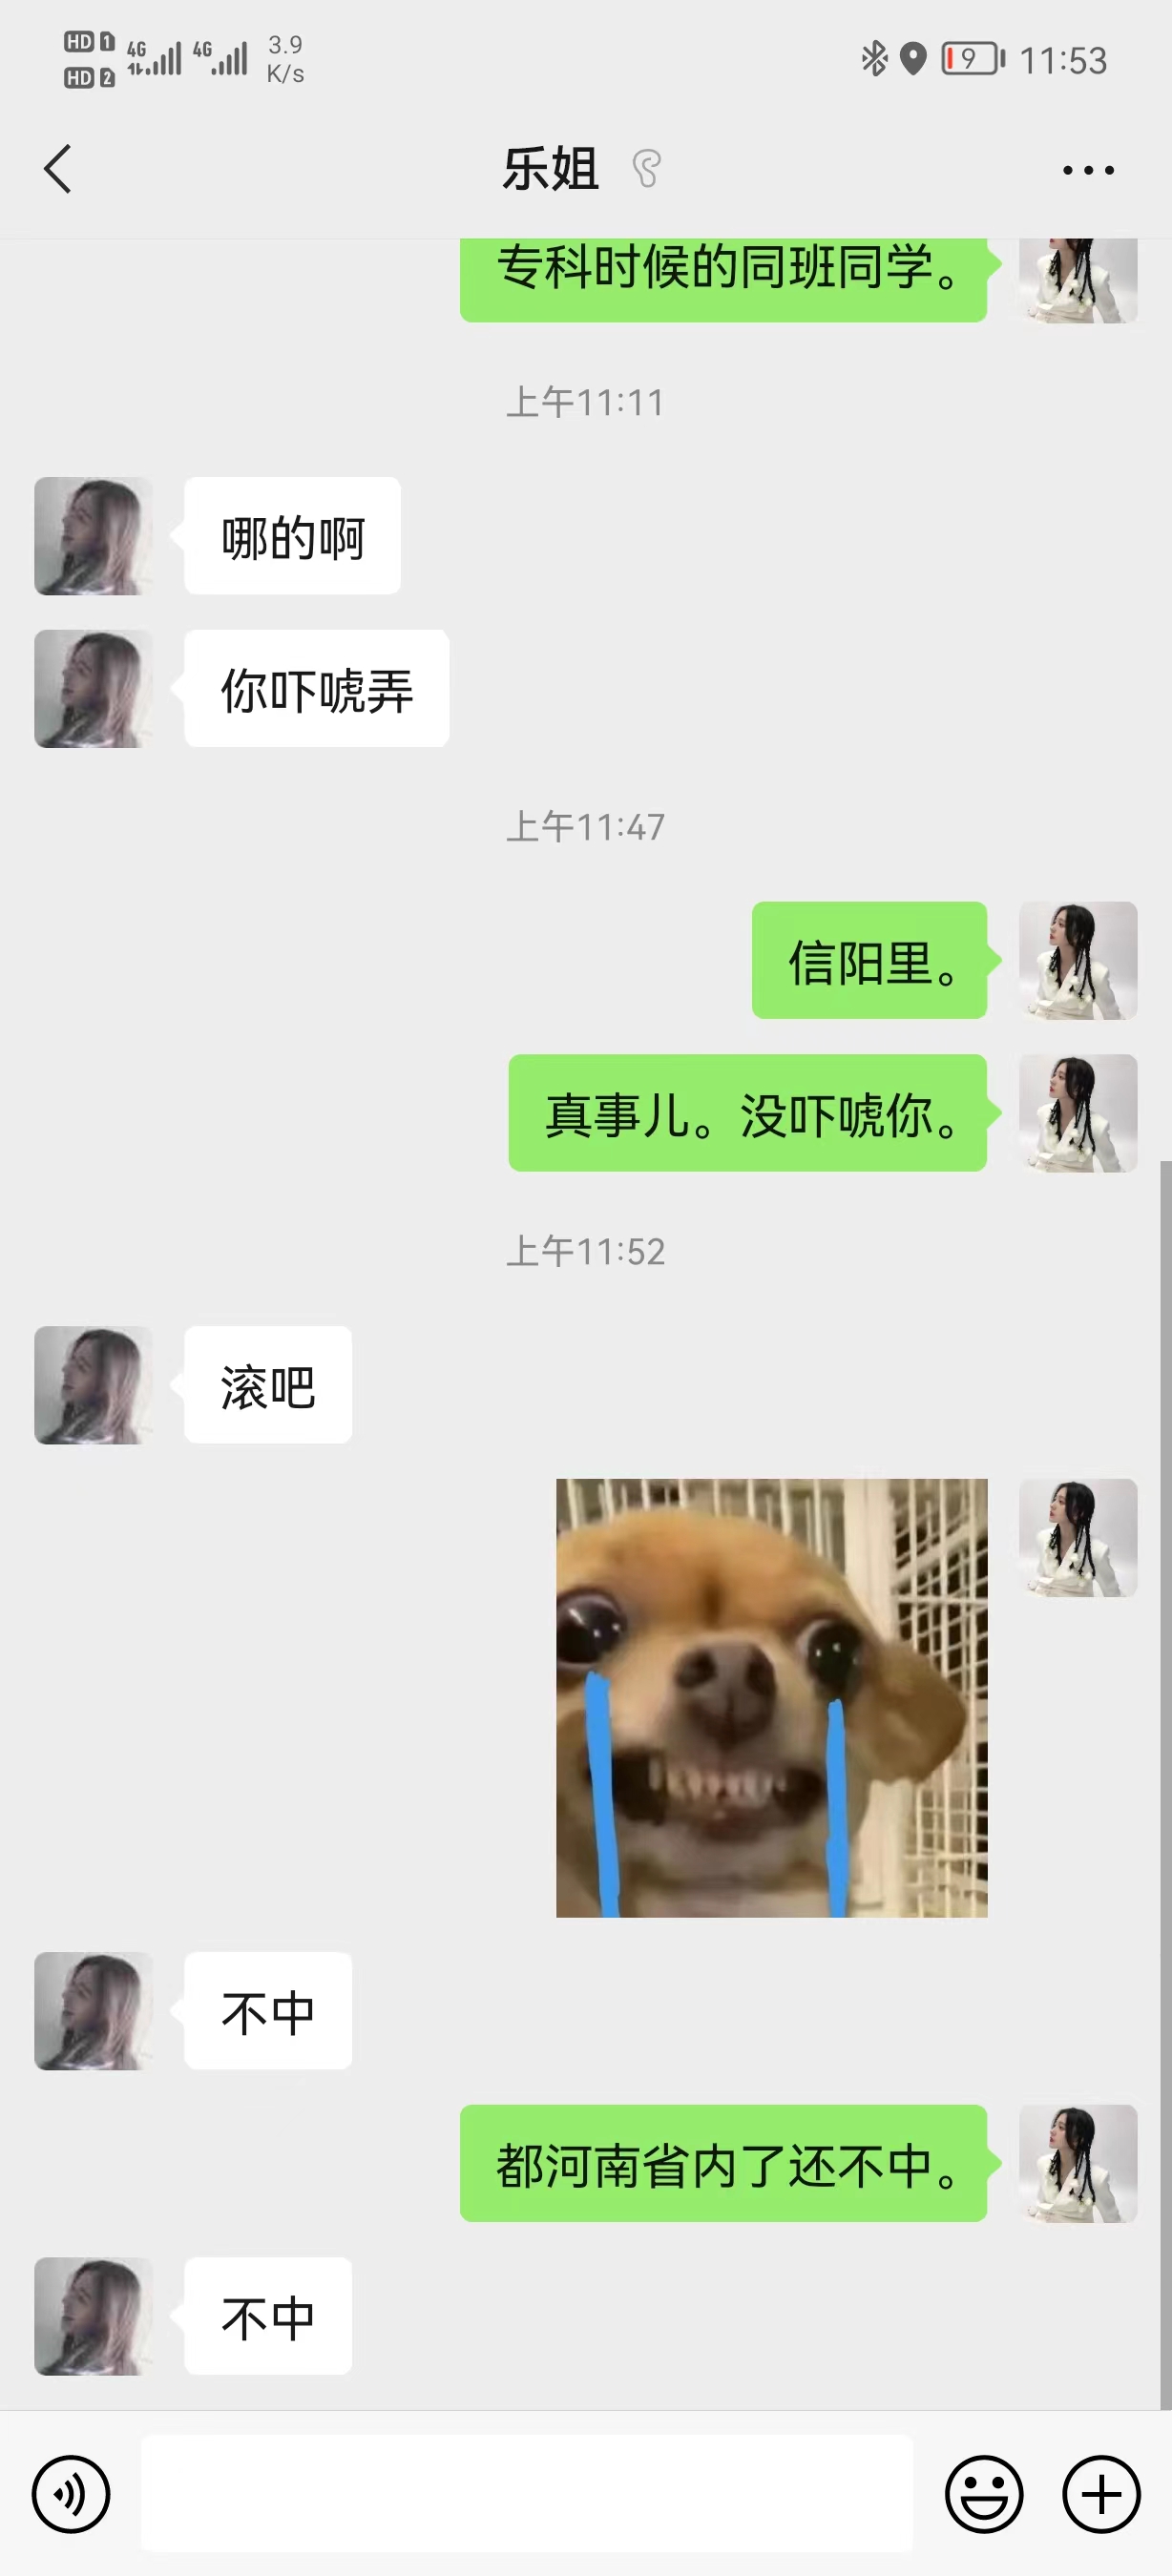 HD 1 4G 4G 3.9
HD 2 K/s
9 11:53
乐姐
专科时候的同班同学。
上午11:11
哪的啊
你吓唬弄
上午11:47
信阳里。
真事儿。没吓唬你。
上午11:52
滚吧
不中
都河南省内了还不中。
不中